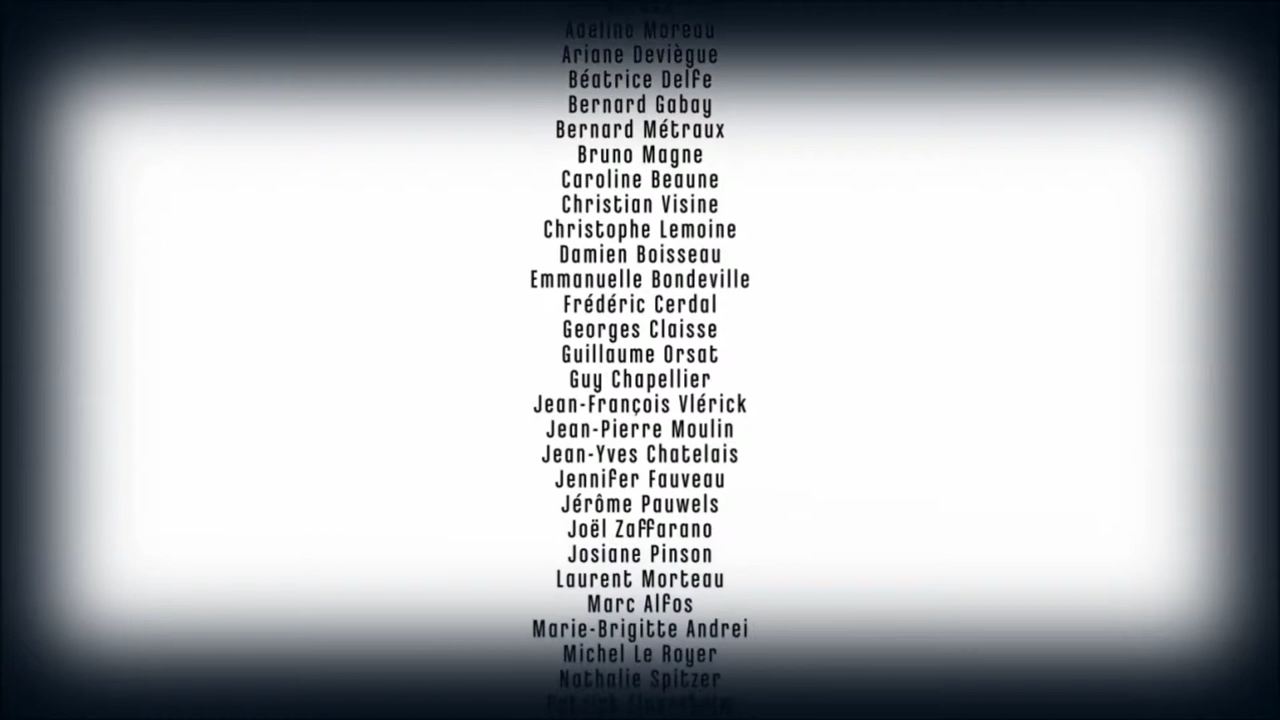 Adeline Moreau
Ariane Deviègue
Béatrice Delfe
Bernard Gabay
Bernard Métraux
Bruno Magne
Caroline Beaune
Christian Visine
Christophe Lemoine
Damien Boisseau
Emmanuelle Bondeville
Frédéric Cerdal
Georges Claisse
Guillaume Orsat
Guy Chapellier
Jean-François Vlérick
Jean-Pierre Moulin
Jean-Yves Chatelais
Jennifer Fauveau
Jérôme Pauwels
Joël Zaffarano
Josiane Pinson
Laurent Morteau
Marc Alfos
Marie-Brigitte Andrei
Michel Le Royer
Nathalie Spitzer
Patrick